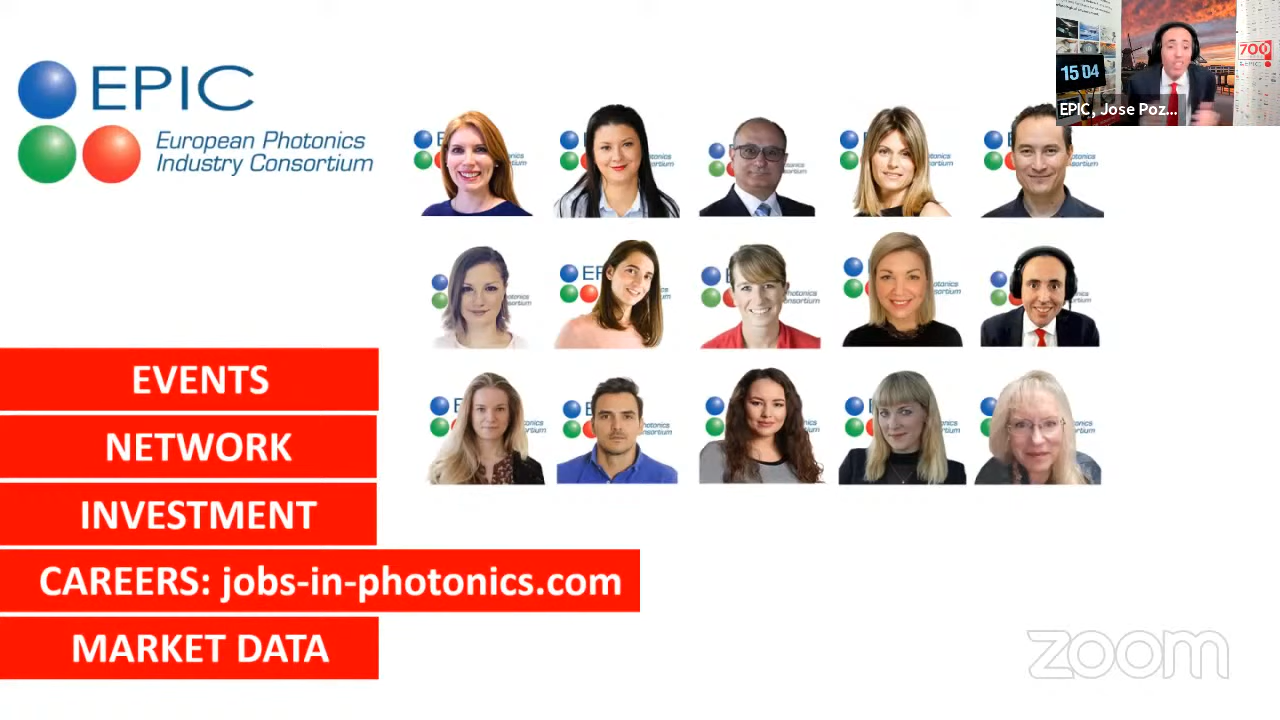 EPIC
European Photonics
Industry Consortium
15 04
700
EPIC
EPIC, Jose Poz...
EVENTS
NETWORK
INVESTMENT
CAREERS: jobs-in-photonics.com
MARKET DATA
zoom